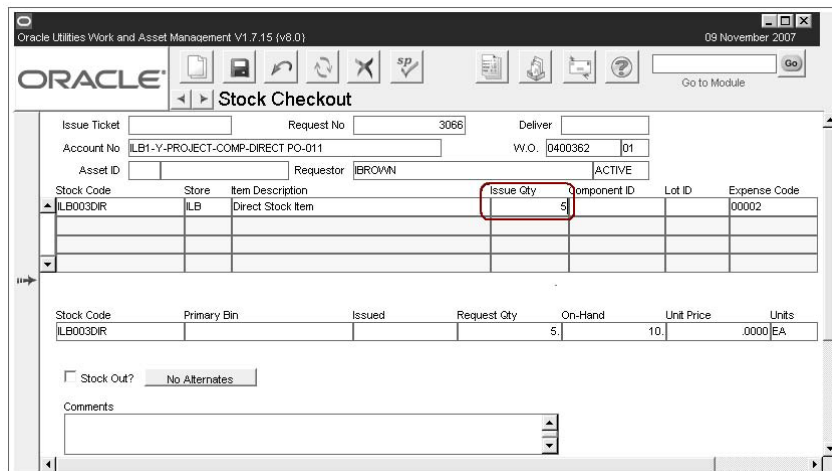 Oracle Utilities Work and Asset Management V1.7.15 (v8.0) 09 November 2007
ORACLE
sp
Go
Go to Module
Stock Checkout
Issue Ticket Request No 3066 Deliver
Account No ILB1-Y-PROJECT-COMP-DIRECT PO-011 W.O. 0400362 01
Asset ID Requestor IBROWN ACTIVE
Stock Code Store Item Description Issue Qty Component ID Lot ID Expense Code
ILB003DIR ILB Direct Stock Item 5 00002
Stock Code Primary Bin Issued Request Qty On-Hand Unit Price Units
ILB003DIR 5. 10. .0000 EA
Stock Out? No Alternates
Comments